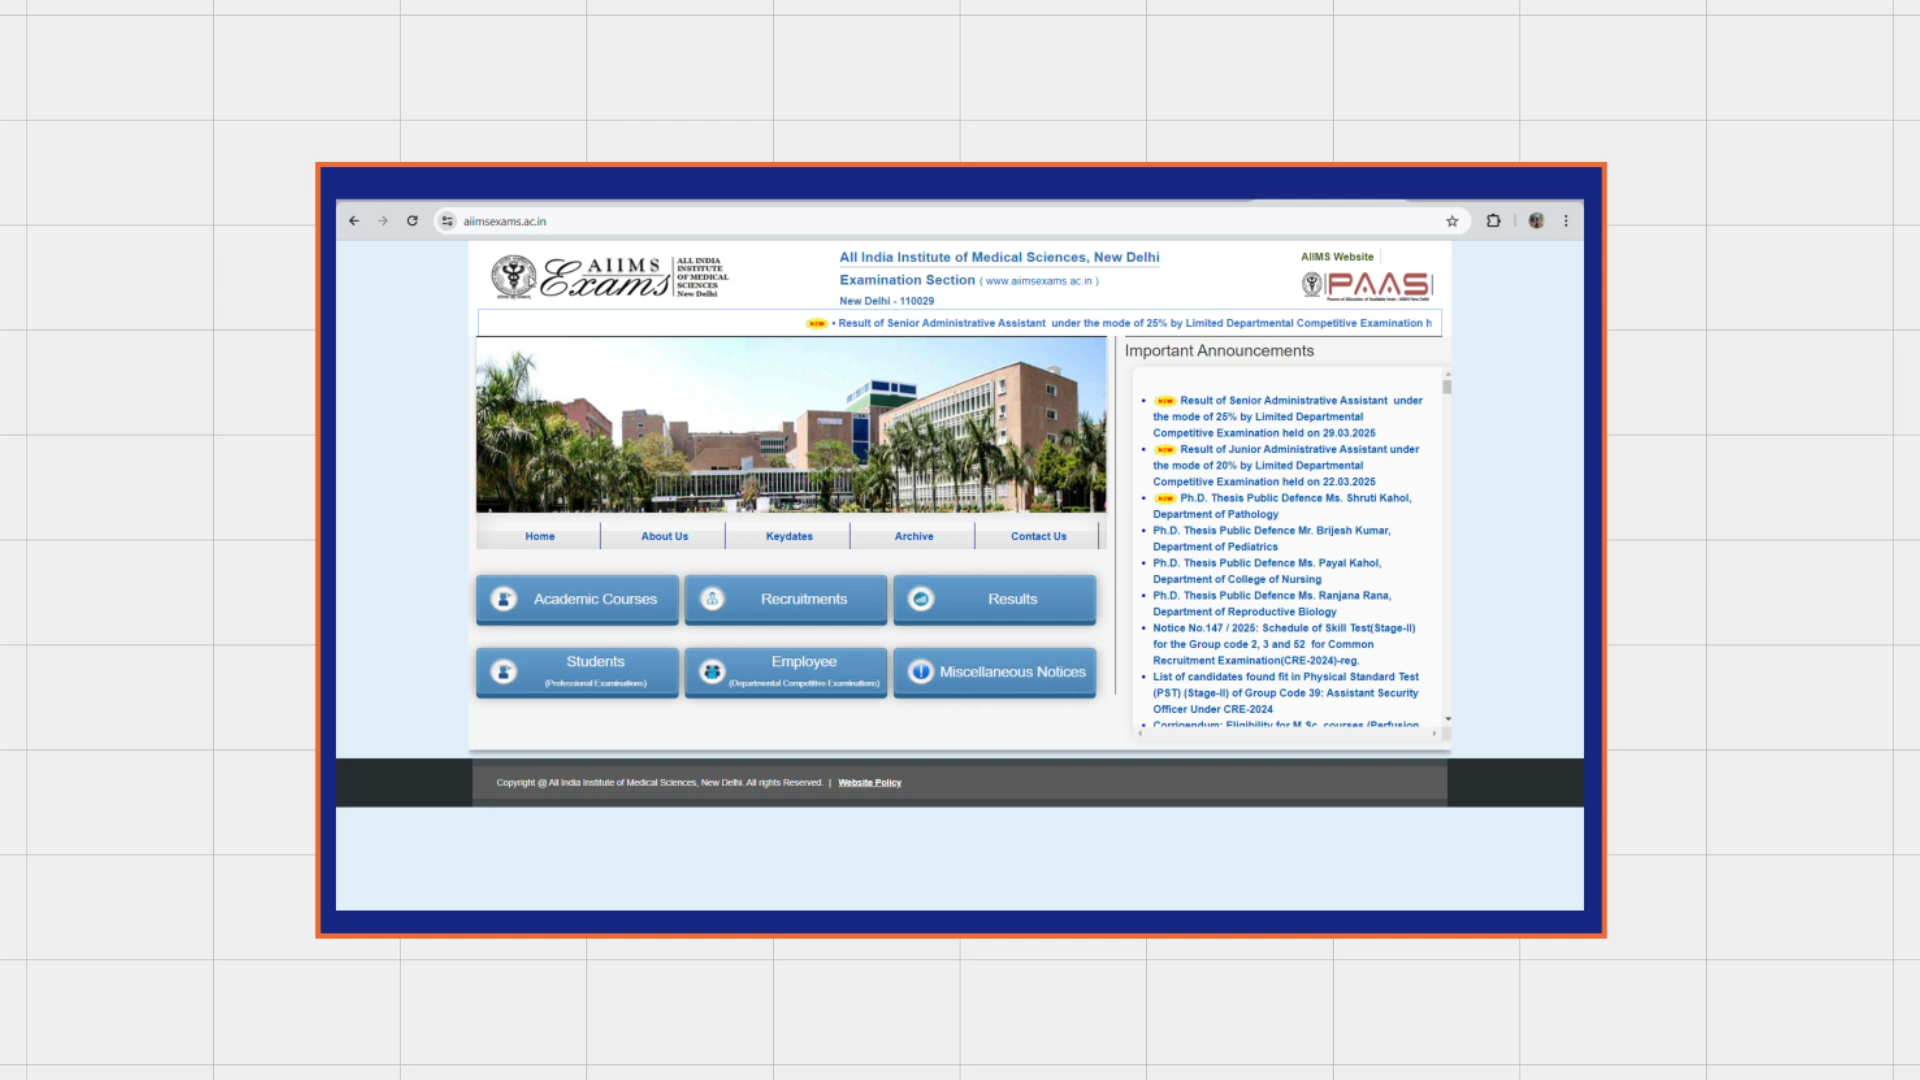 aiimsexams.ac.in
AIIMS
Exams
ALL INDIA
INSTITUTE
OF MEDICAL
SCIENCES
New Delhi
All India Institute of Medical Sciences, New Delhi
Examination Section ( www.aiimsexams.ac.in )
New Delhi - 110029
AIIMS Website
PAAS
NEW • Result of Senior Administrative Assistant under the mode of 25% by Limited Departmental Competitive Examination h
Important Announcements
• NEW Result of Senior Administrative Assistant under
the mode of 25% by Limited Departmental
Competitive Examination held on 29.03.2025
• NEW Result of Junior Administrative Assistant under
the mode of 20% by Limited Departmental
Competitive Examination held on 22.03.2025
• NEW Ph.D. Thesis Public Defence Ms. Shruti Kahol,
Department of Pathology
• Ph.D. Thesis Public Defence Mr. Brijesh Kumar,
Department of Pediatrics
• Ph.D. Thesis Public Defence Ms. Payal Kahol,
Department of College of Nursing
• Ph.D. Thesis Public Defence Ms. Ranjana Rana,
Department of Reproductive Biology
• Notice No.147 / 2025: Schedule of Skill Test(Stage-II)
for the Group code 2, 3 and 52 for Common
Recruitment Examination(CRE-2024)-reg.
• List of candidates found fit in Physical Standard Test
(PST) (Stage-II) of Group Code 39: Assistant Security
Officer Under CRE-2024
• Corrigendum: Eligibility for M.Sc. courses (Perfusion
Home
About Us
Keydates
Archive
Contact Us
Academic Courses
Recruitments
Results
Students
(Professional Examinations)
Employee
(Departmental Competitive Examinations)
Miscellaneous Notices
Copyright @ All India Institute of Medical Sciences, New Delhi. All rights Reserved. | Website Policy